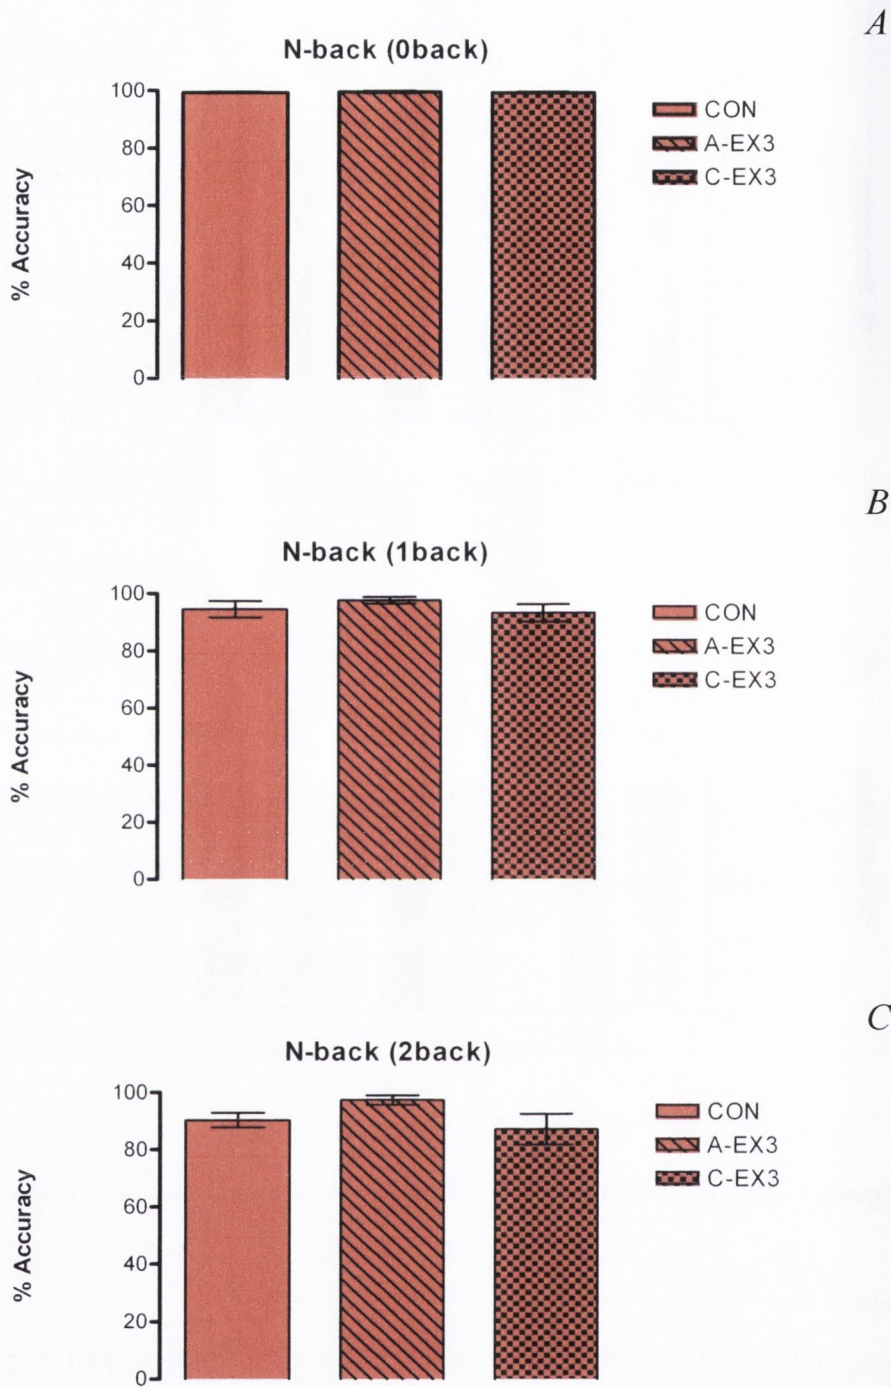 A
N-back (0back)
% Accuracy
100
80
60
40
20
0
CON
A-EX3
C-EX3
B
N-back (1back)
% Accuracy
100
80
60
40
20
0
CON
A-EX3
C-EX3
C
N-back (2back)
% Accuracy
100
80
60
40
20
0
CON
A-EX3
C-EX3